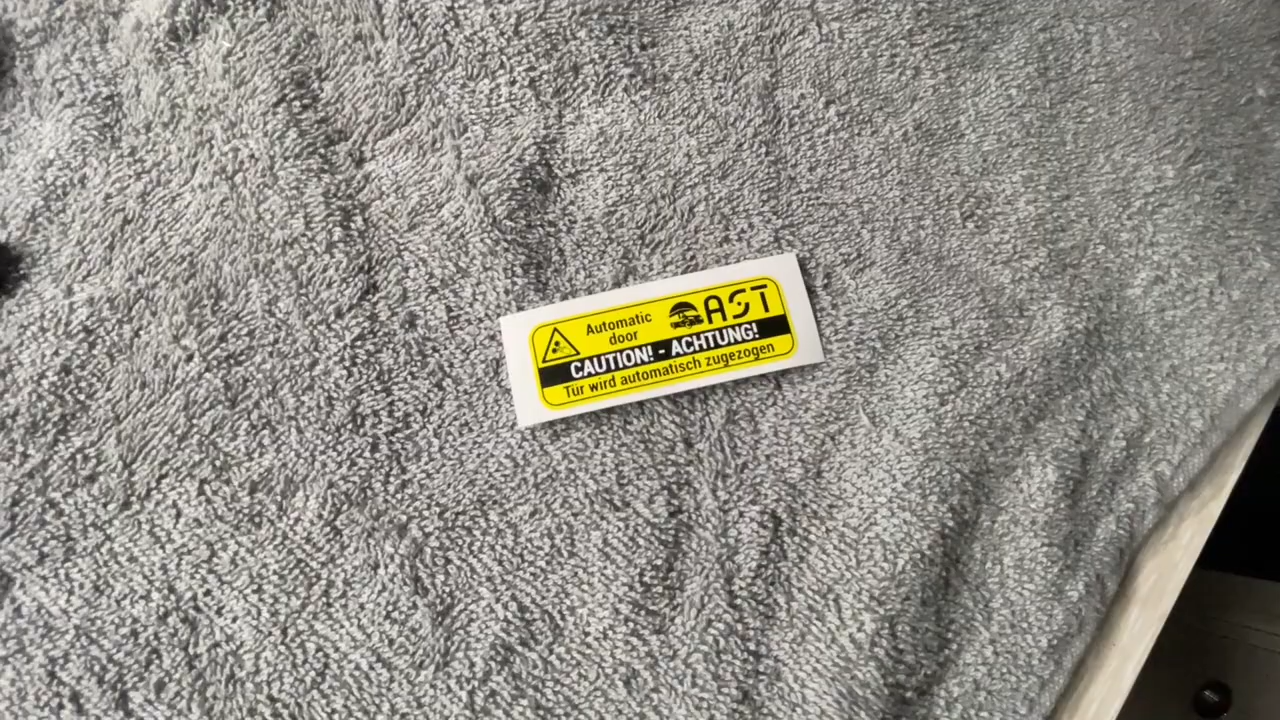 Automatic
door
AST
CAUTION! - ACHTUNG!
Tür wird automatisch zugezogen